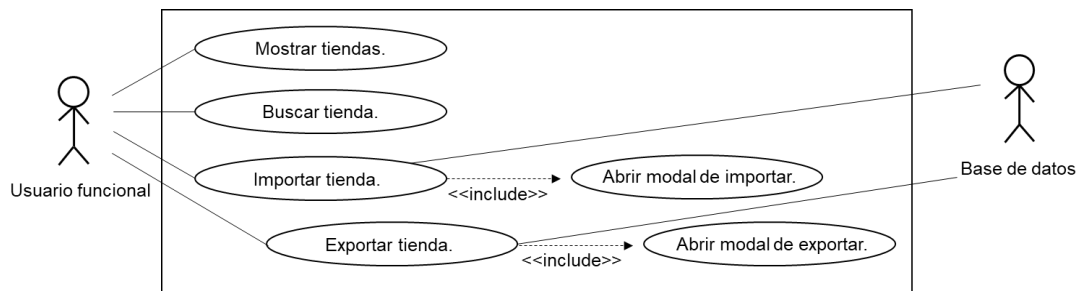 Mostrar tiendas.
Buscar tienda.
Usuario funcional
Importar tienda.
<<include>>
Abrir modal de importar.
Base de datos
Exportar tienda.
<<include>>
Abrir modal de exportar.